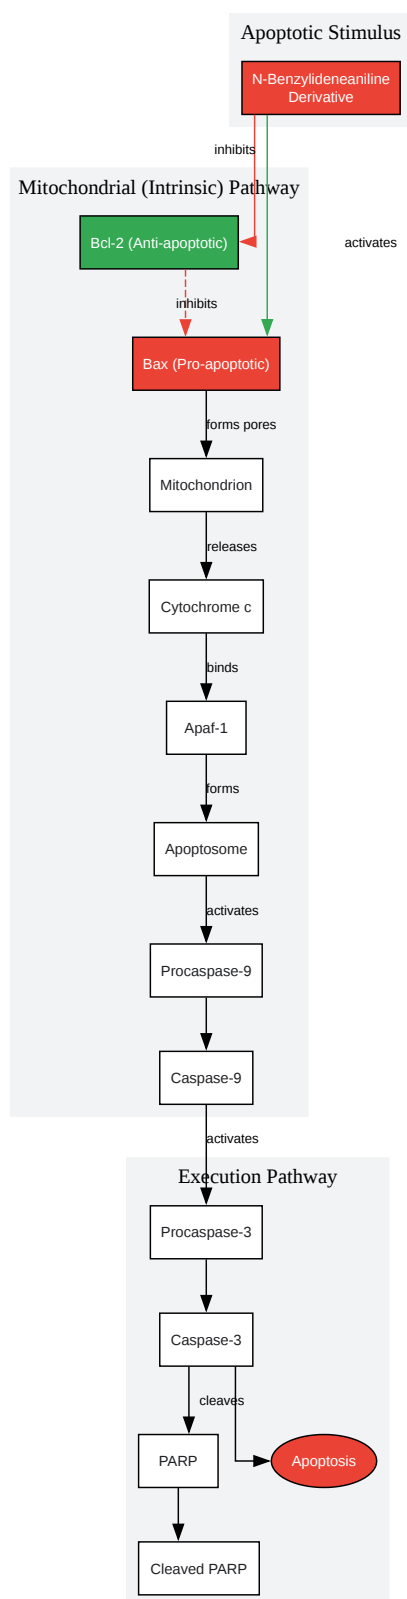 Apoptotic Stimulus
N-Benzylideneaniline
Derivative
inhibits
Mitochondrial (Intrinsic) Pathway
activates
Bcl-2 (Anti-apoptotic)
inhibits
Bax (Pro-apoptotic)
forms pores
Mitochondrion
releases
Cytochrome c
binds
Apaf-1
forms
Apoptosome
activates
Procaspase-9
Caspase-9
activates
Execution Pathway
Procaspase-3
Caspase-3
cleaves
PARP
Apoptosis
Cleaved PARP